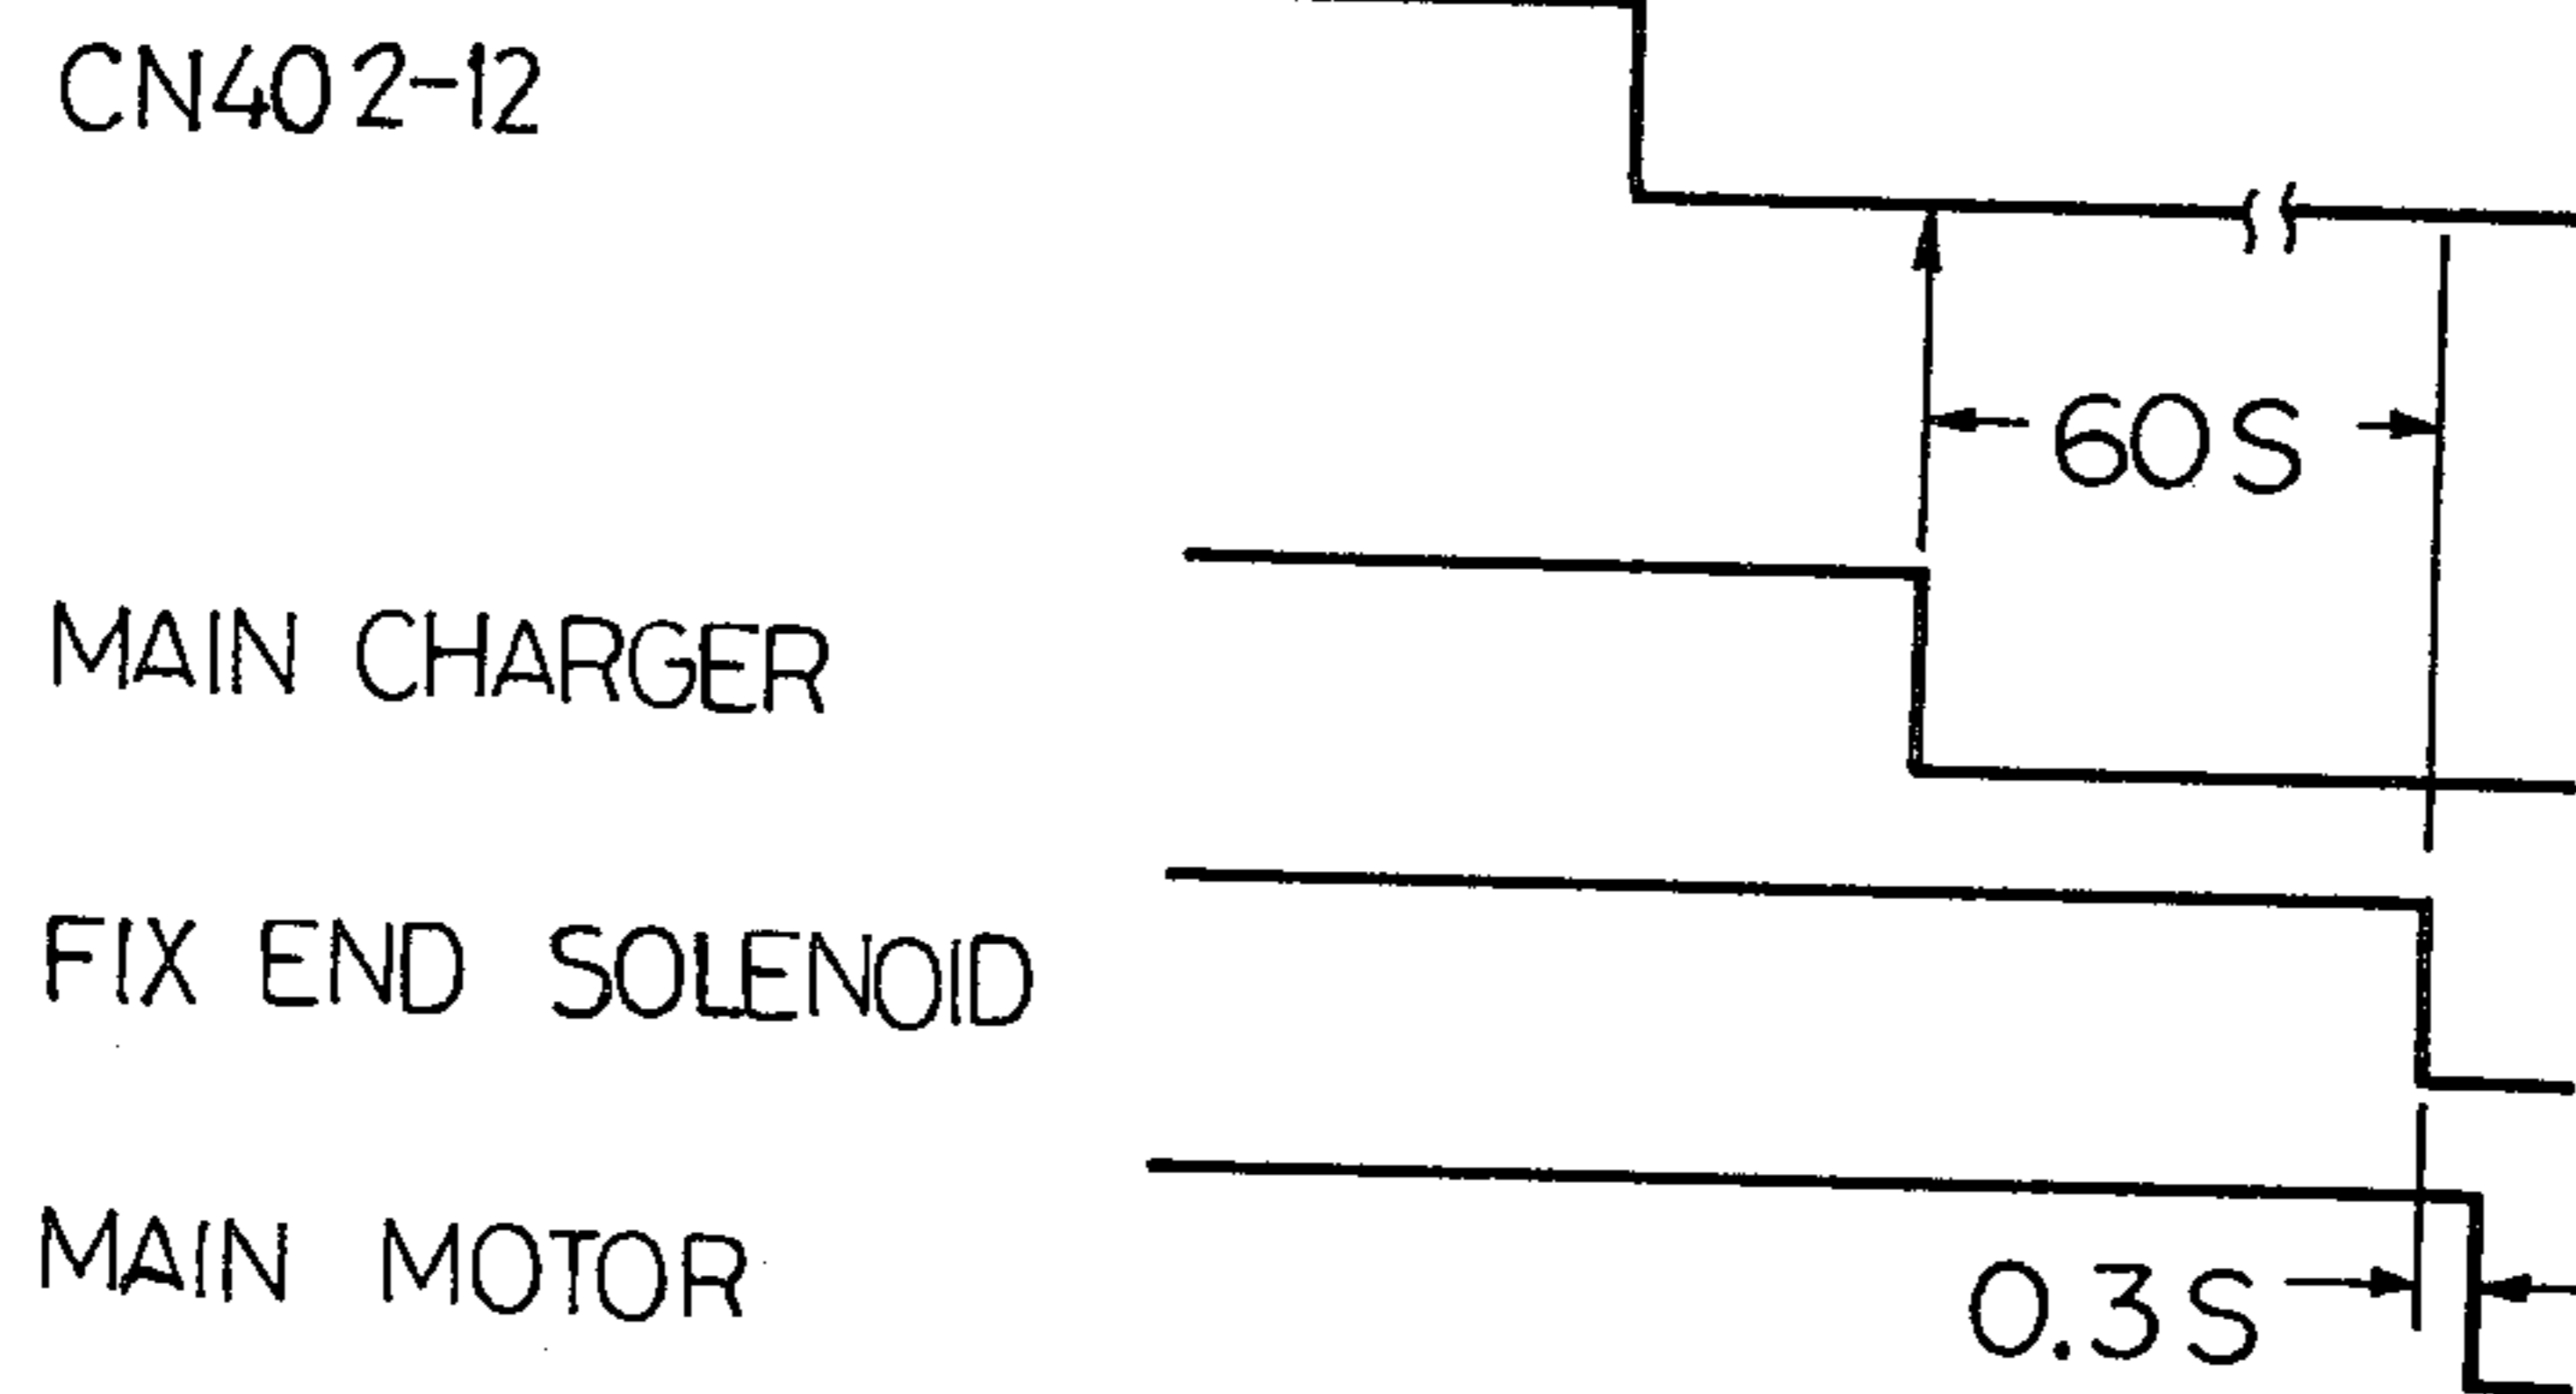 CN402-12
60S
MAIN CHARGER
FIX END SOLENOID
MAIN MOTOR
0.3S